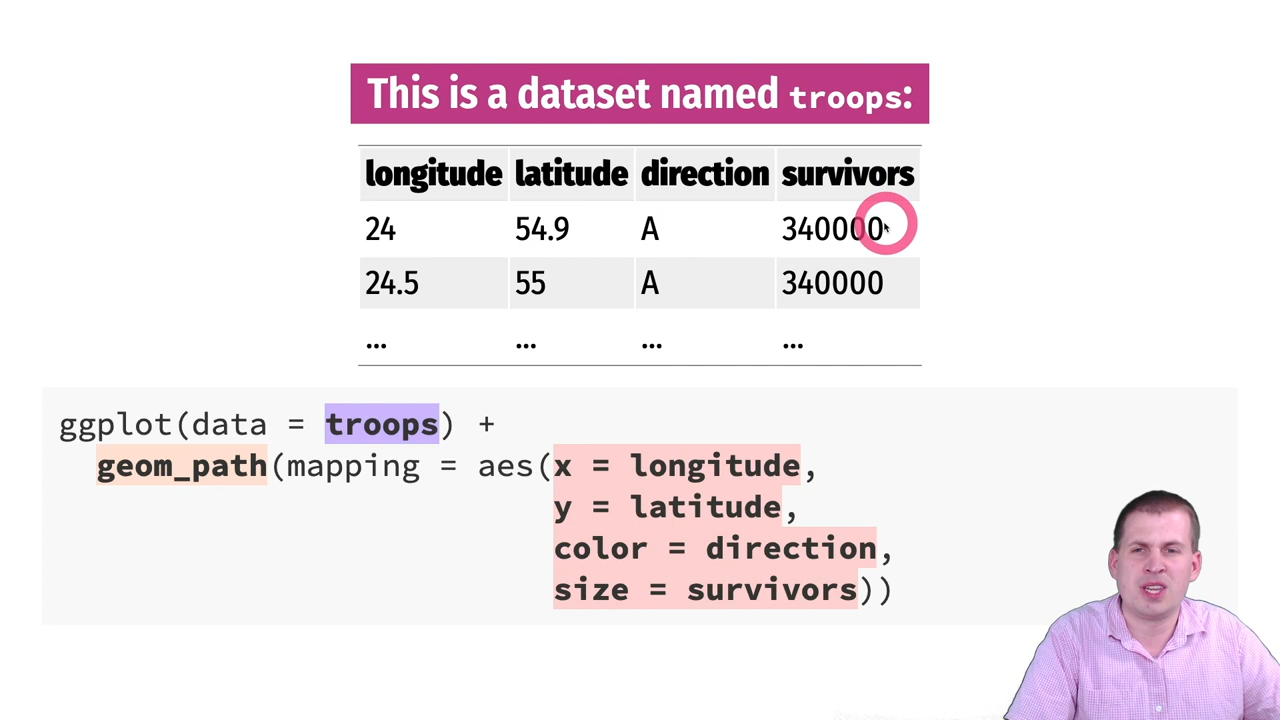 This is a dataset named troops:
longitude latitude direction survivors
24 54.9 A 340000
24.5 55 A 340000
... ... ... ...
ggplot(data = troops) +
geom_path(mapping = aes(x = longitude,
y = latitude,
color = direction,
size = survivors))